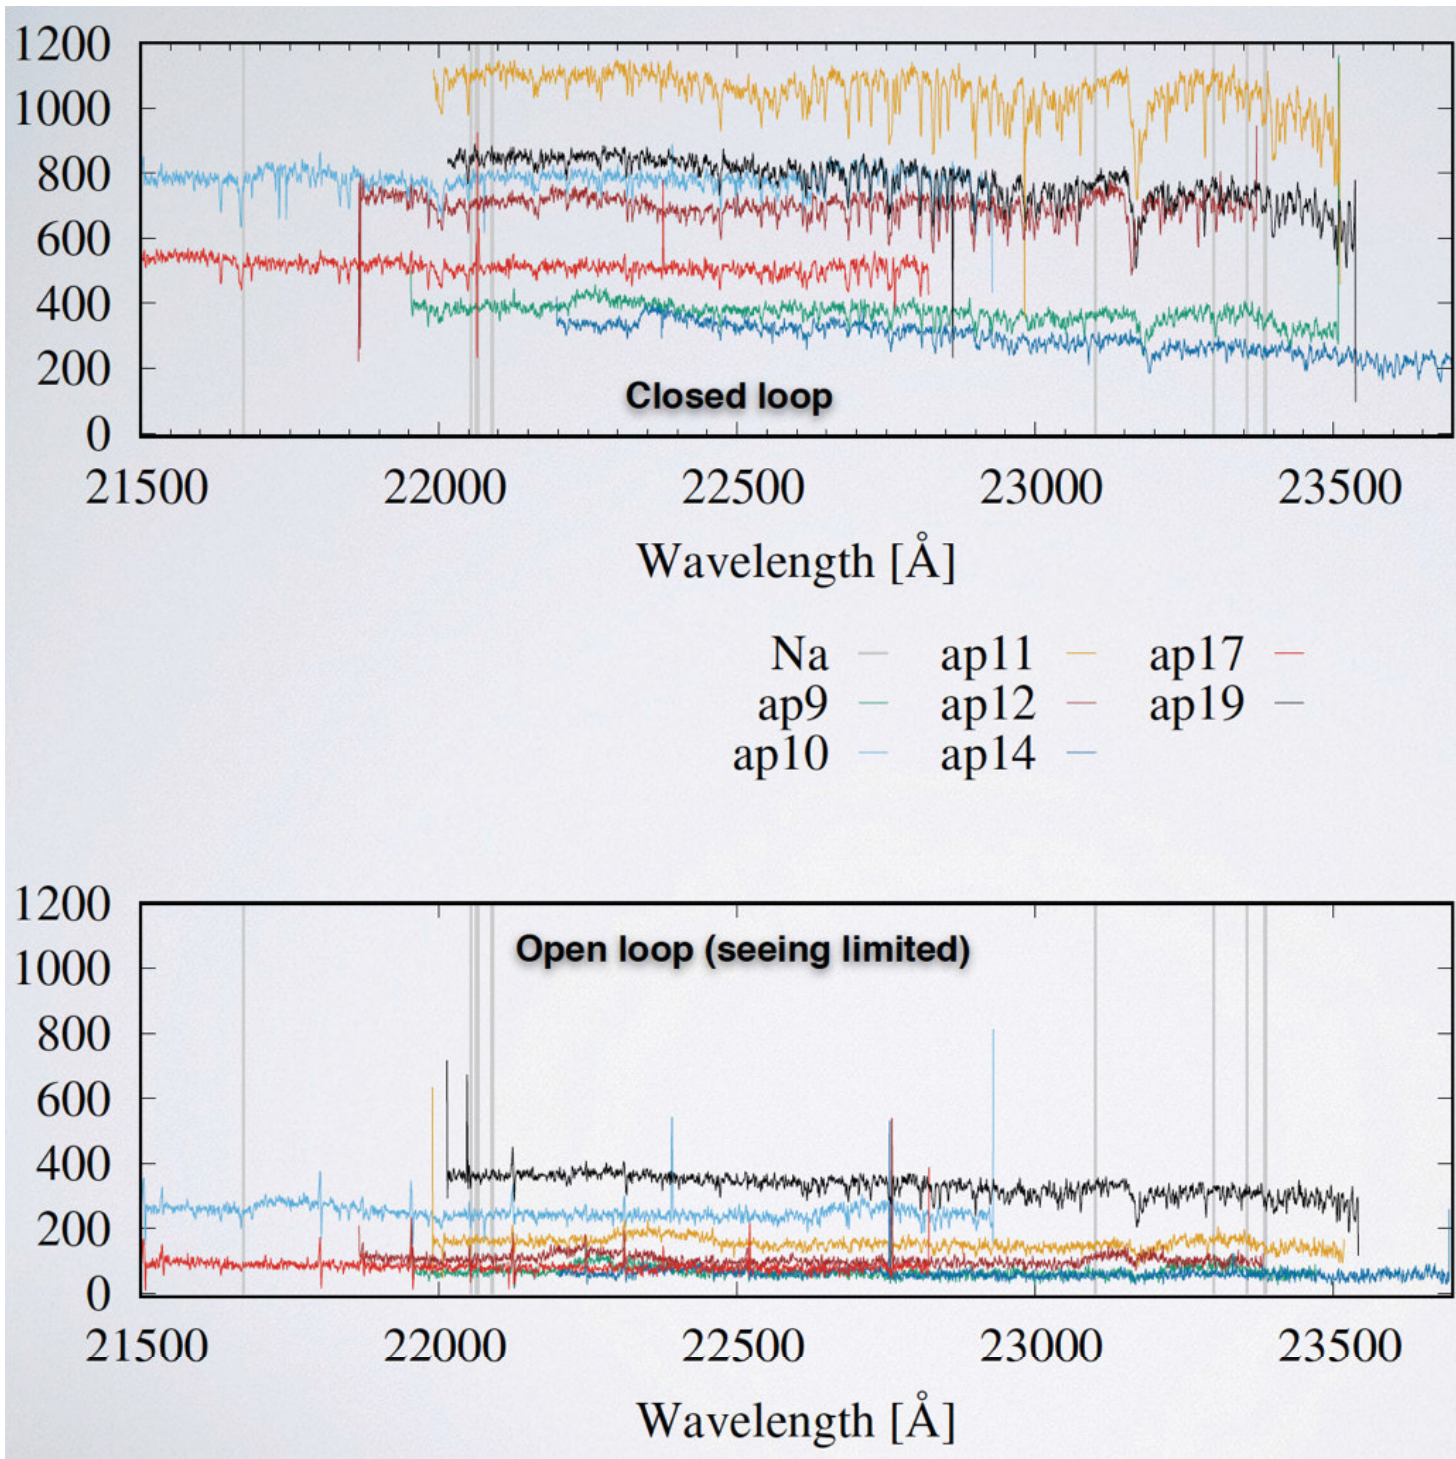 1200
1000
800
600
400
200
0
Closed loop
21500 22000 22500 23000 23500
Wavelength [Å]
Na ap11 ap17
ap9 ap12 ap19
ap10 ap14
1200
1000
800
600
400
200
0
Open loop (seeing limited)
21500 22000 22500 23000 23500
Wavelength [Å]